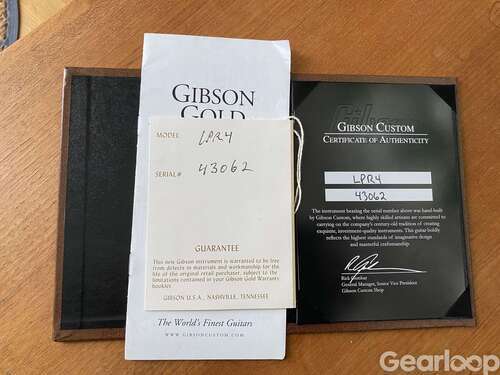 GIBSON
GOLD
MODEL LPR4
SERIAL# 43062
GUARANTEE
This new Gibson instrument is warranted to be free
from defects in materials and workmanship for the
life of the original retail purchaser, subject to the
limitations contained in your Gibson Gold Warranty
booklet.
GIBSON U.S.A., NASHVILLE, TENNESSEE
The World's Finest Guitars
WWW.GIBSONCUSTOM.COM
GIBSON CUSTOM
CERTIFICATE OF AUTHENTICITY
LPR4
43062
The instrument bearing the serial number above was hand-built
by Gibson Custom, where highly skilled artisans are committed to
carrying on the company's century-old tradition of creating
exquisite, investment-quality instruments. This guitar boldly
reflects the highest standards of imaginative design
and masterful craftsmanship.
Rick Gembar
General Manager, Senior Vice President
Gibson Custom Shop
Gearloop